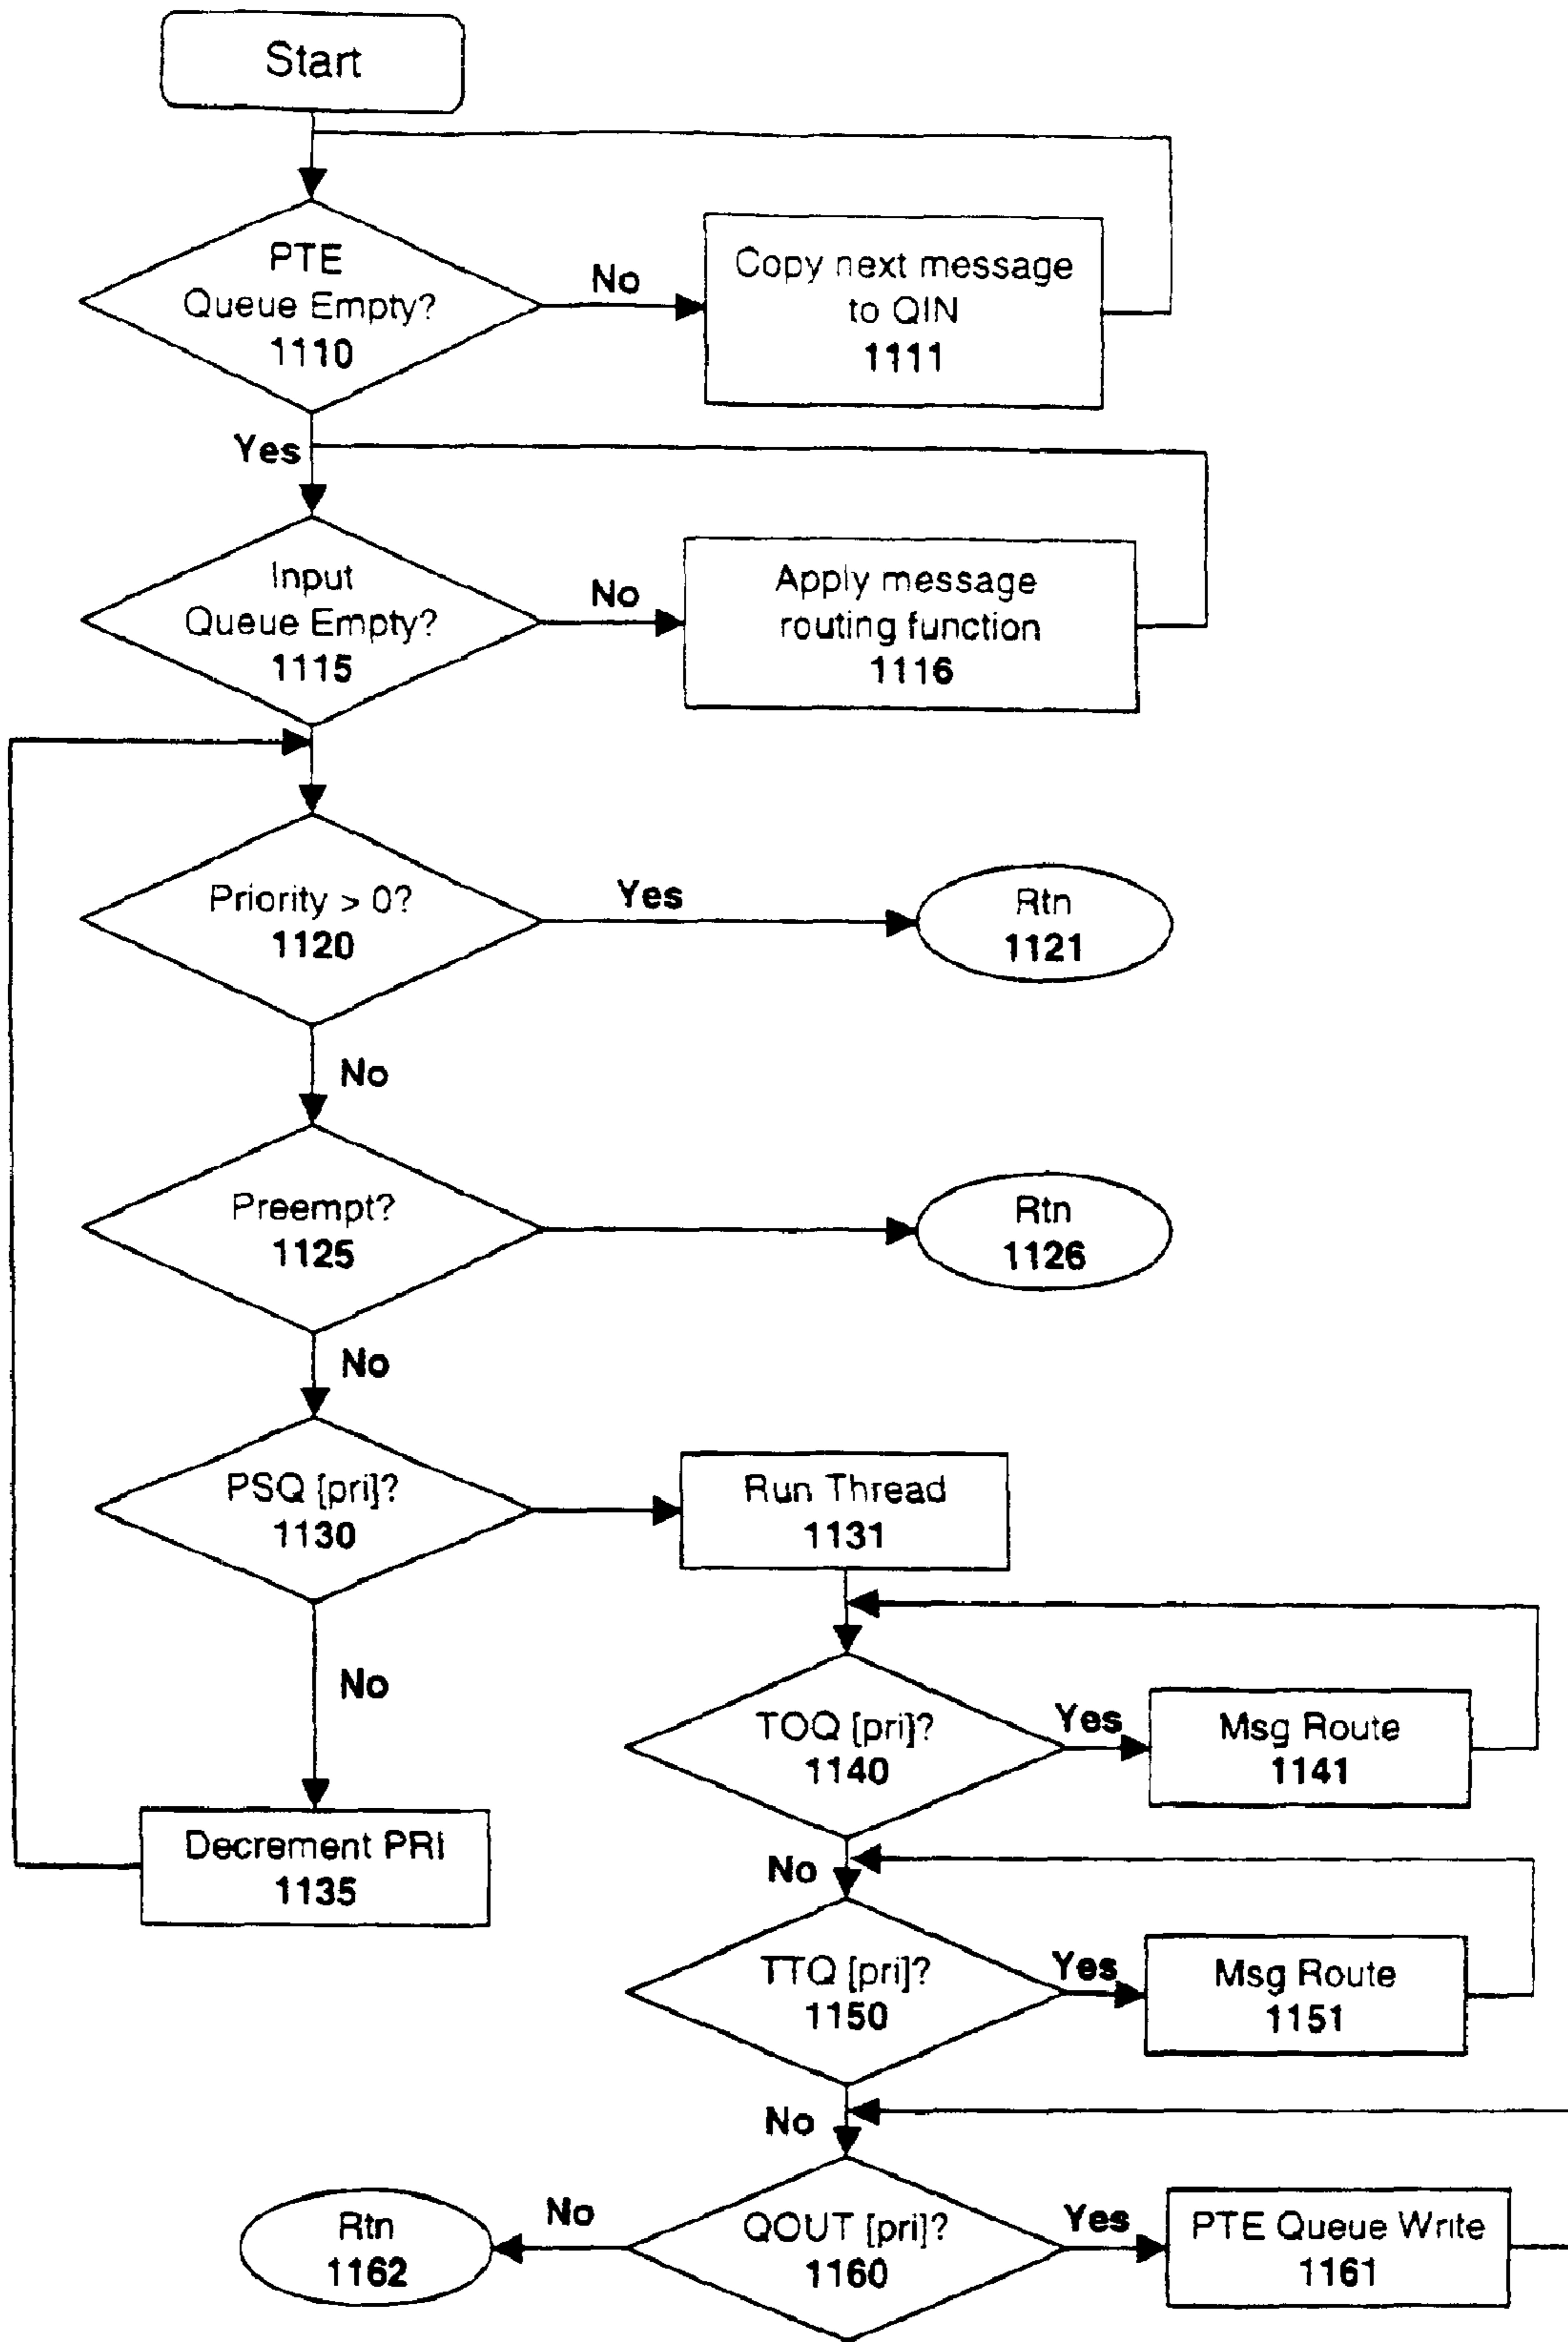 Start
PTE
Queue Empty?
1110
No
Copy next message
to QIN
1111
Yes
Input
Queue Empty?
1115
No
Apply message
routing function
1116
Priority > 0?
1120
Yes
Rtn
1121
No
Preempt?
1125
Rtn
1126
No
PSQ [pri]?
1130
Run Thread
1131
No
TOQ [pri]?
1140
Yes
Msg Route
1141
Decrement PRI
1135
No
TTQ [pri]?
1150
Yes
Msg Route
1151
No
Rtn
1162
No
QOUT [pri]?
1160
Yes
PTE Queue Write
1161